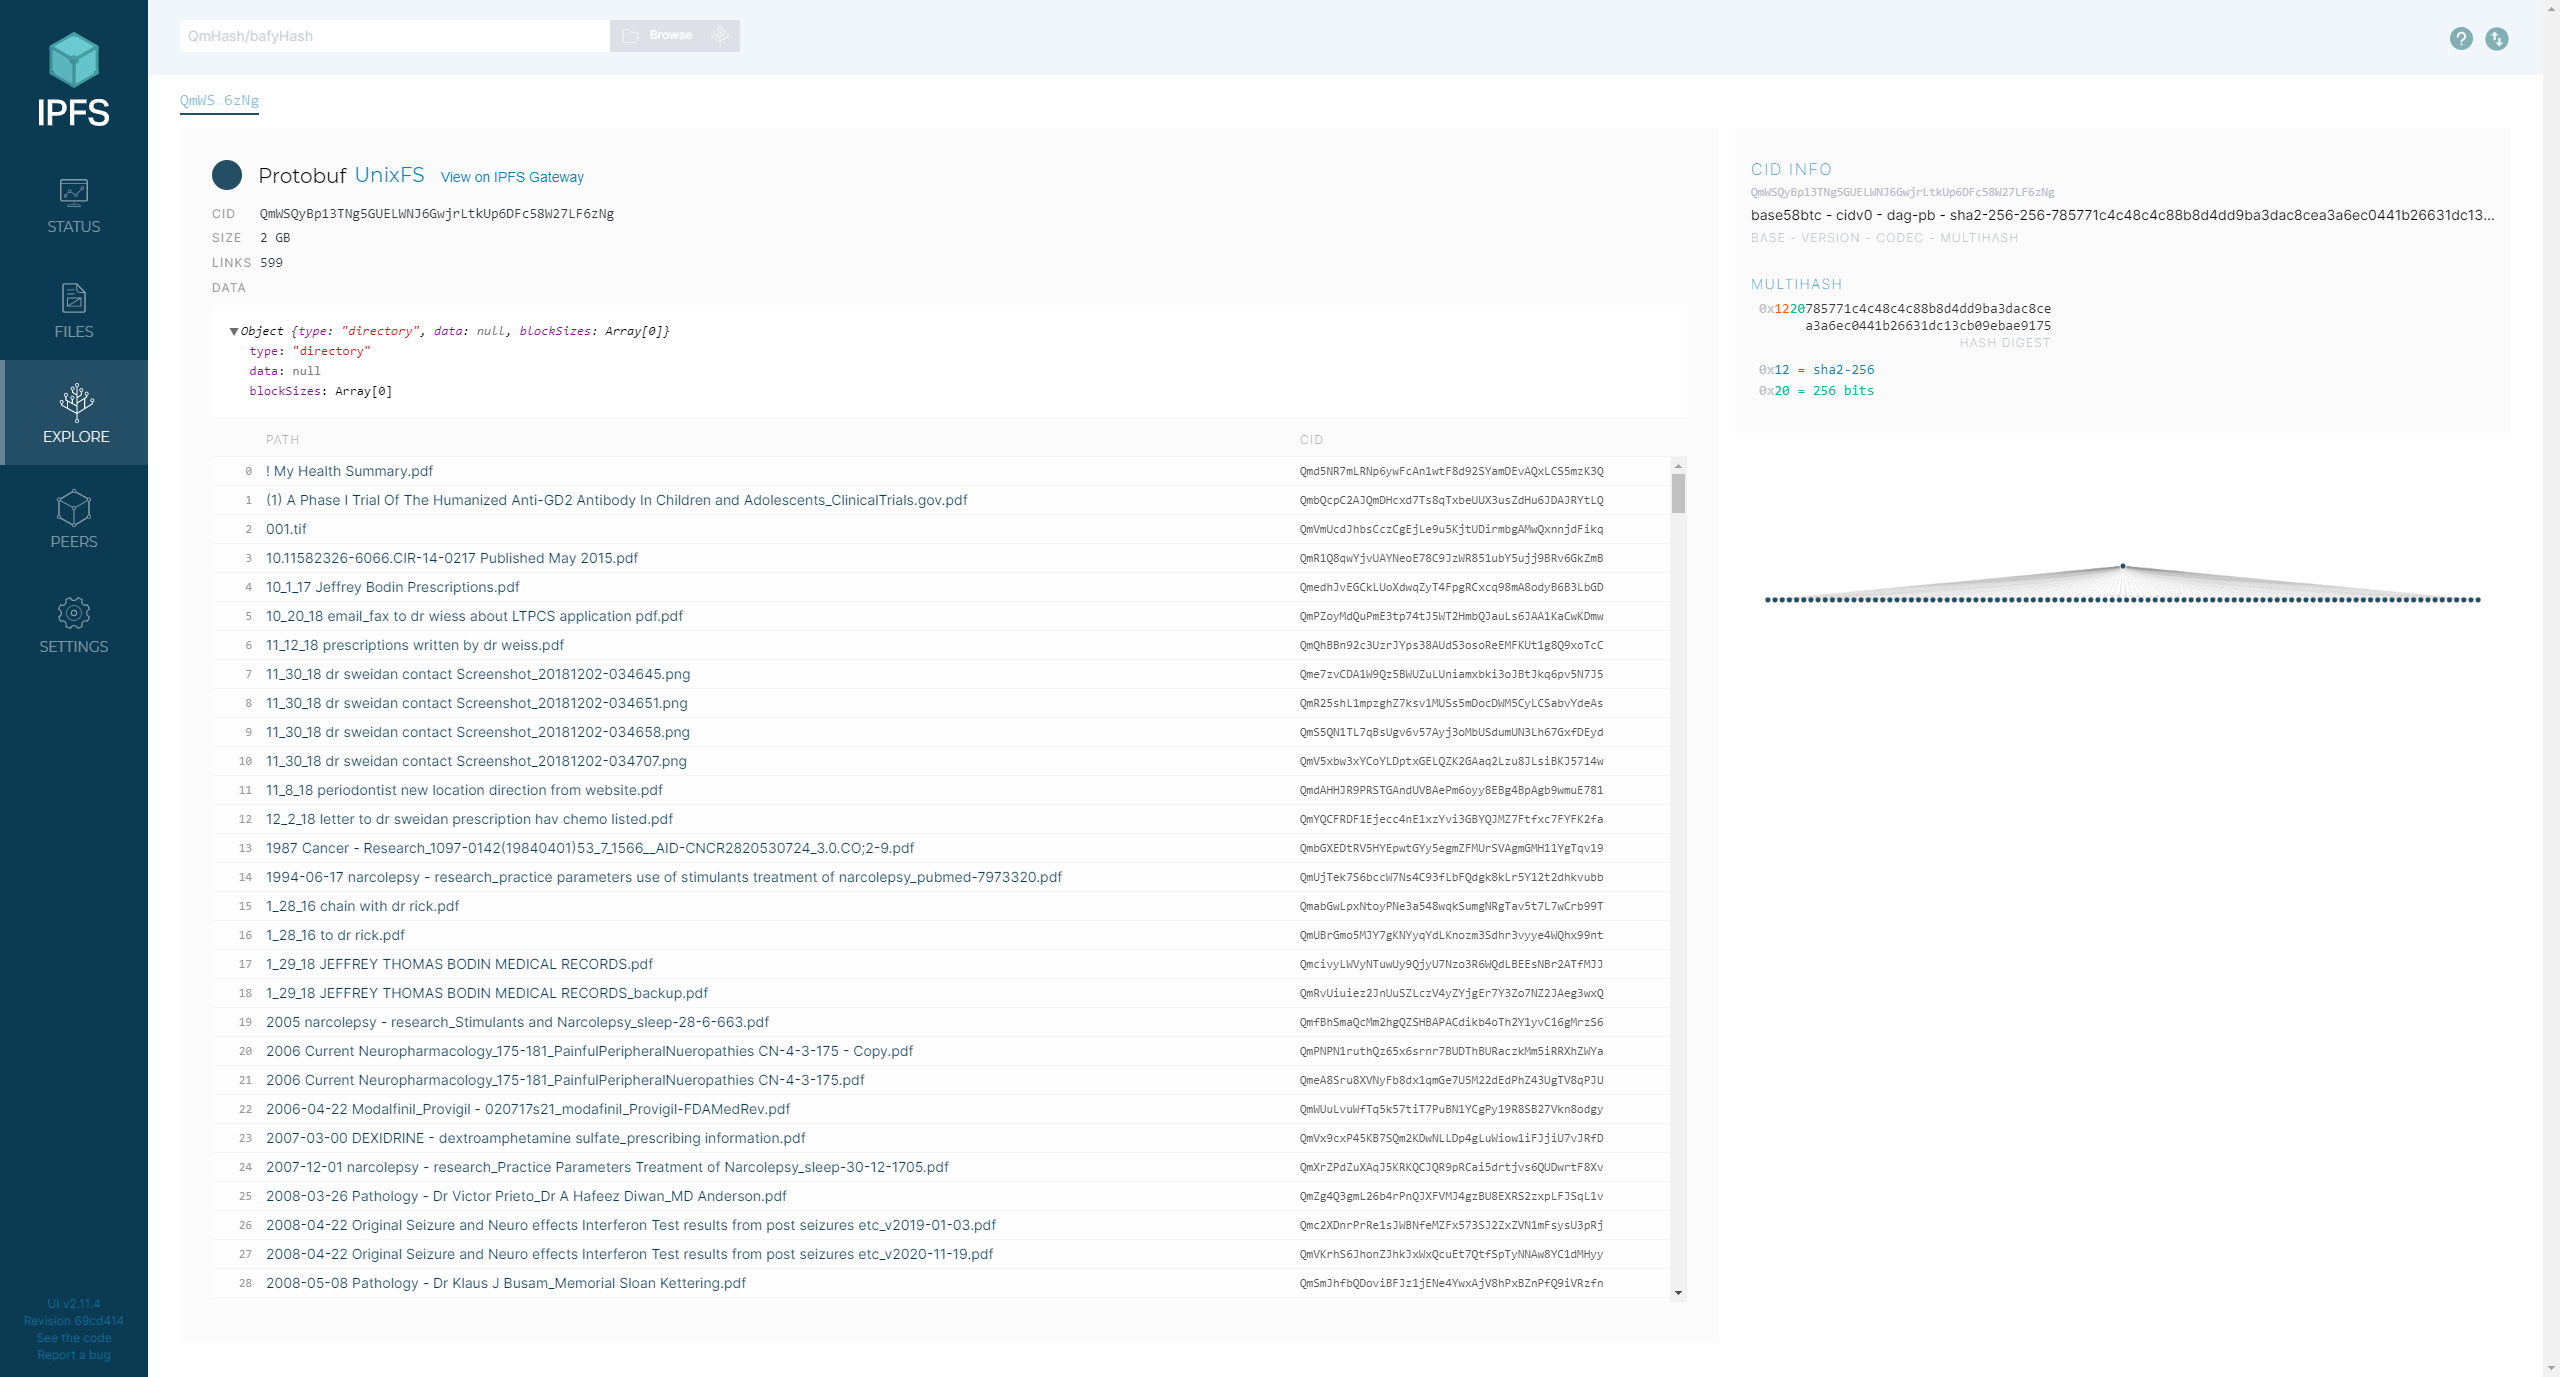 IPFS
STATUS
FILES
EXPLORE
PEERS
SETTINGS
UI v2.11.4
Revision 69cd414
See the code
Report a bug
QmHash/bafyHash
Browse
QmWS…6zNg
Protobuf UnixFS View on IPFS Gateway
CID QmWSQyBp13TNg5GUELWNJ6GwjrLtkUp6DFc58W27LF6zNg
SIZE 2 GB
LINKS 599
DATA
▼Object {type: "directory", data: null, blockSizes: Array[0]}
type: "directory"
data: null
blockSizes: Array[0]
PATH CID
0 ! My Health Summary.pdf Qmd5NR7mLRNp6ywFcAn1wtF8d92SYamDEvAQxLCS5mzK3Q
1 (1) A Phase I Trial Of The Humanized Anti-GD2 Antibody In Children and Adolescents_ClinicalTrials.gov.pdf QmbQcpC2AJQmDHcxd7Ts8qTxbeUUX3usZdHu6JDAJRYtLQ
2 001.tif QmVmUcdJhbsCczCgEjLe9u5KjtUDirmbgAMwQxnnjdFikq
3 10.11582326-6066.CIR-14-0217 Published May 2015.pdf QmR1Q8qwYjvUAYNeoE78C9JzWR851ubY5ujj9BRv6GkZmB
4 10_1_17 Jeffrey Bodin Prescriptions.pdf QmedhJvEGCkLUoXdwqZyT4FpgRCxcq98mA8odyB6B3LbGD
5 10_20_18 email_fax to dr wiess about LTPCS application pdf.pdf QmPZoyMdQuPmE3tp74tJ5WT2HmbQJauLs6JAA1KaCwKDmw
6 11_12_18 prescriptions written by dr weiss.pdf QmQhBBn92c3UzrJYps38AUdS3osoReEMFKUt1g8Q9xoTcC
7 11_30_18 dr sweidan contact Screenshot_20181202-034645.png Qme7zvCDA1W9Qz5BWUZuLUniamxbki3oJBtJkq6pv5N7J5
8 11_30_18 dr sweidan contact Screenshot_20181202-034651.png QmR25shL1mpzghZ7ksv1MUSs5mDocDWM5CyLCSabvYdeAs
9 11_30_18 dr sweidan contact Screenshot_20181202-034658.png QmS5QN1TL7qBsUgv6v57Ayj3oMbUSdumUN3Lh67GxfDEyd
10 11_30_18 dr sweidan contact Screenshot_20181202-034707.png QmV5xbw3xYCoYLDptxGELQZK2GAaq2Lzu8JLsiBKJ5714w
11 11_8_18 periodontist new location direction from website.pdf QmdAHHJR9PRSTGAndUVBAePm6oyy8EBg4BpAgb9wmuE781
12 12_2_18 letter to dr sweidan prescription hav chemo listed.pdf QmYQCFRDF1Ejecc4nE1xzYvi3GBYQJMZ7Ftfxc7FYFK2fa
13 1987 Cancer - Research_1097-0142(19840401)53_7_1566__AID-CNCR2820530724_3.0.CO;2-9.pdf QmbGXEDtRV5HYEpwtGYy5egmZFMUrSVAgmGMH11YgTqv19
14 1994-06-17 narcolepsy - research_practice parameters use of stimulants treatment of narcolepsy_pubmed-7973320.pdf QmUjTek7S6bccW7Ns4C93fLbFQdgk8kLr5Y12t2dhkvubb
15 1_28_16 chain with dr rick.pdf QmabGwLpxNtoyPNe3a548wqkSumgNRgTav5t7L7wCrb99T
16 1_28_16 to dr rick.pdf QmUBrGmo5MJY7gKNYyqYdLKnozm3Sdhr3vyye4WQhx99nt
17 1_29_18 JEFFREY THOMAS BODIN MEDICAL RECORDS.pdf QmcivyLWVyNTuwUy9QjyU7Nzo3R6WQdLBEEsNBr2ATfMJJ
18 1_29_18 JEFFREY THOMAS BODIN MEDICAL RECORDS_backup.pdf QmRvUiuiez2JnUuSZLczV4yZYjgEr7Y3Zo7NZ2JAeg3wxQ
19 2005 narcolepsy - research_Stimulants and Narcolepsy_sleep-28-6-663.pdf QmfBhSmaQcMm2hgQZSHBAPACdikb4oTh2Y1yvC16gMrzS6
20 2006 Current Neuropharmacology_175-181_PainfulPeripheralNueropathies CN-4-3-175 - Copy.pdf QmPNPN1ruthQz65x6srnr7BUDThBURaczkMm5iRRXhZWYa
21 2006 Current Neuropharmacology_175-181_PainfulPeripheralNueropathies CN-4-3-175.pdf QmeA8Sru8XVNyFb8dx1qmGe7U5M22dEdPhZ43UgTV8qPJU
22 2006-04-22 Modalfinil_Provigil - 020717s21_modafinil_Provigil-FDAMedRev.pdf QmWUuLvuWfTq5k57tiT7PuBN1YCgPy19R8SB27Vkn8odgy
23 2007-03-00 DEXIDRINE - dextroamphetamine sulfate_prescribing information.pdf QmVx9cxP45KB7SQm2KDwNLLDp4gLuWiow1iFJjiU7vJRfD
24 2007-12-01 narcolepsy - research_Practice Parameters Treatment of Narcolepsy_sleep-30-12-1705.pdf QmXrZPdZuXAqJ5KRKQCJQR9pRCai5drtjvs6QUDwrtF8Xv
25 2008-03-26 Pathology - Dr Victor Prieto_Dr A Hafeez Diwan_MD Anderson.pdf QmZg4Q3gmL26b4rPnQJXFVMJ4gzBU8EXRS2zxpLFJSqL1v
26 2008-04-22 Original Seizure and Neuro effects Interferon Test results from post seizures etc_v2019-01-03.pdf Qmc2XDnrPrRe1sJWBNfeMZFx573SJ2ZxZVN1mFsysU3pRj
27 2008-04-22 Original Seizure and Neuro effects Interferon Test results from post seizures etc_v2020-11-19.pdf QmVKrhS6JhonZJhkJxWxQcuEt7QtfSpTyNNAw8YC1dMHyy
28 2008-05-08 Pathology - Dr Klaus J Busam_Memorial Sloan Kettering.pdf QmSmJhfbQDoviBFJz1jENe4YwxAjV8hPxBZnPfQ9iVRzfn
CID INFO
QmWSQyBp13TNg5GUELWNJ6GwjrLtkUp6DFc58W27LF6zNg
base58btc - cidv0 - dag-pb - sha2-256-256-785771c4c48c4c88b8d4dd9ba3dac8cea3a6ec0441b26631dc13...
BASE - VERSION - CODEC - MULTIHASH
MULTIHASH
0x1220785771c4c48c4c88b8d4dd9ba3dac8ce
a3a6ec0441b26631dc13cb09ebae9175
HASH DIGEST
0x12 = sha2-256
0x20 = 256 bits